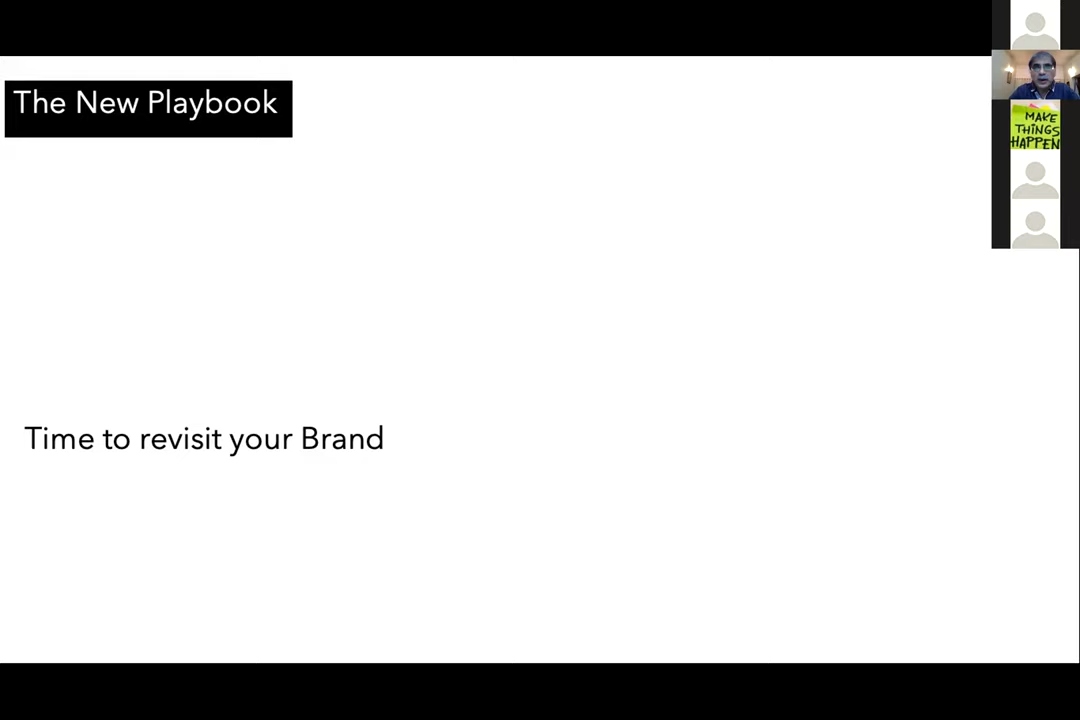 The New Playbook
MAKE
THINGS
HAPPEN
Time to revisit your Brand